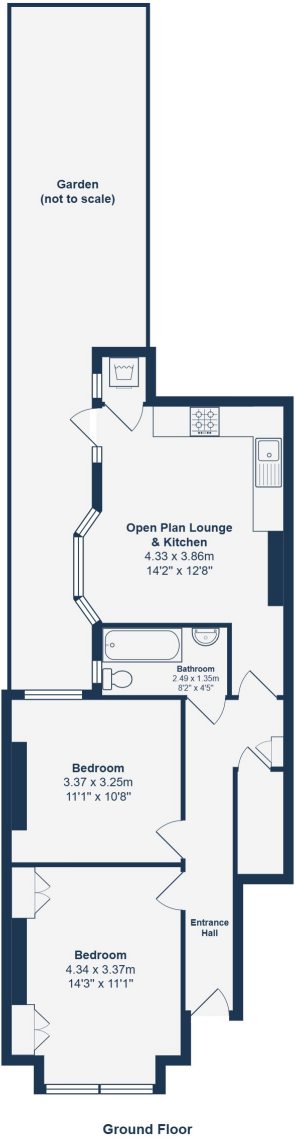 Garden
(not to scale)
Open Plan Lounge
& Kitchen
4.33 x 3.86m
14'2" x 12'8"
Bathroom
2.49 x 1.35m
8'2" x 4'5"
Bedroom
3.37 x 3.25m
11'1" x 10'8"
Entrance
Hall
Bedroom
4.34 x 3.37m
14'3" x 11'1"
Ground Floor